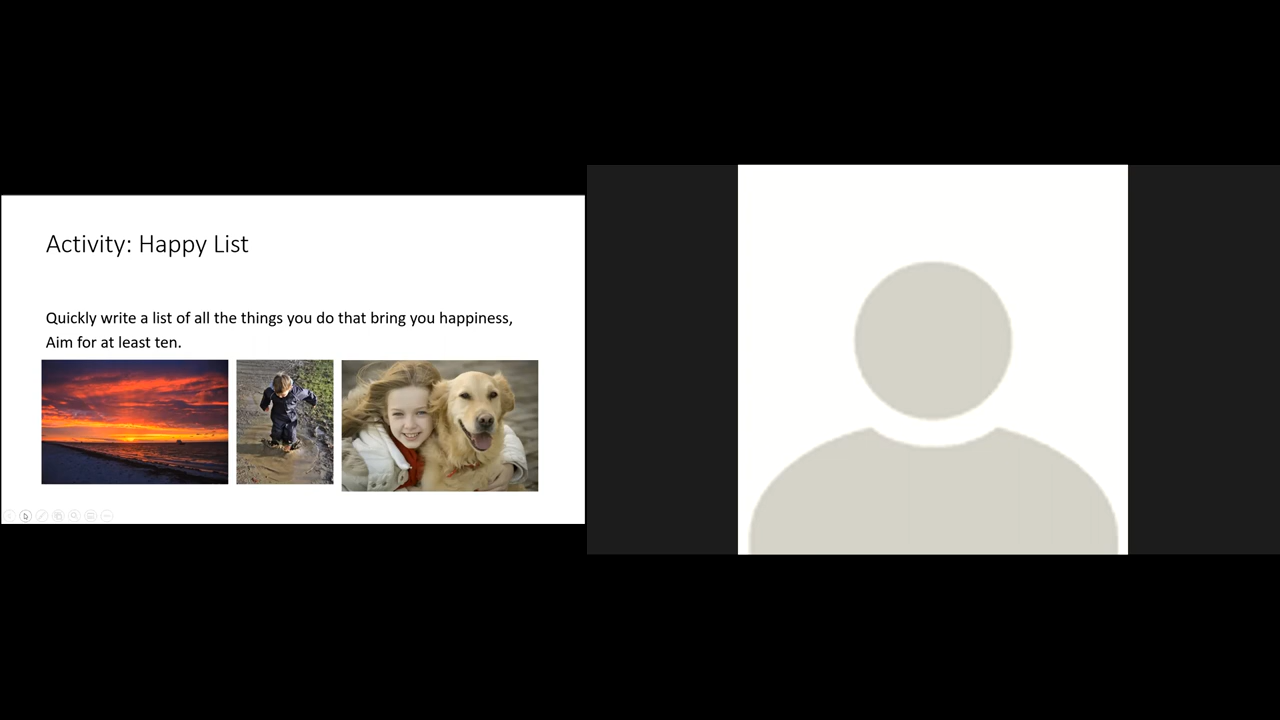 Activity: Happy List
Quickly write a list of all the things you do that bring you happiness,
Aim for at least ten.